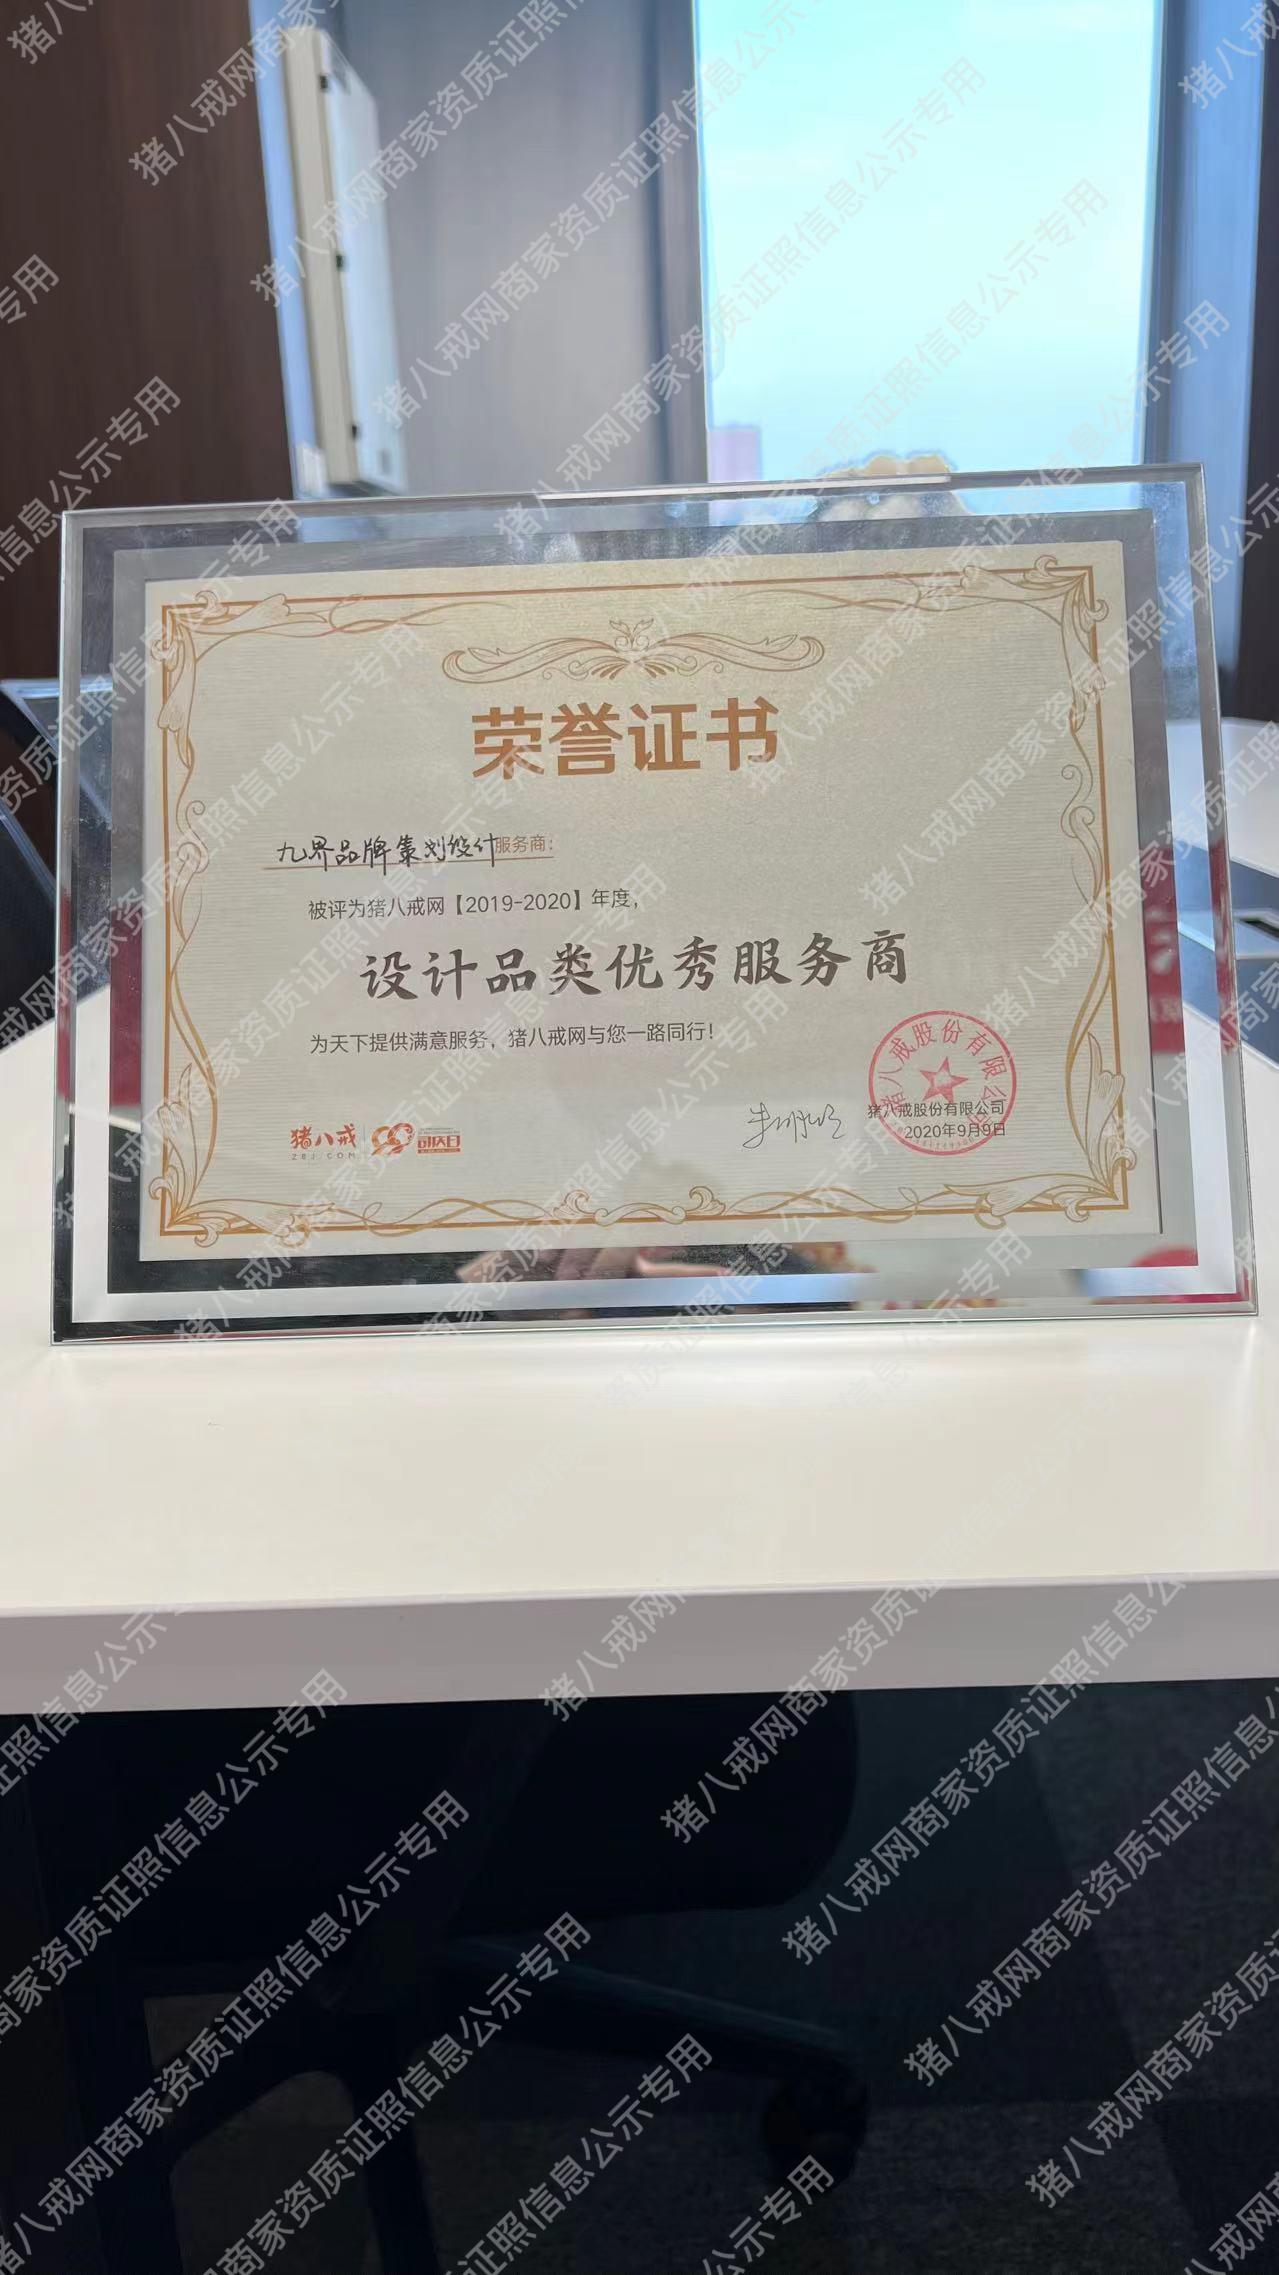 荣誉证书
九界品牌策划设计服务商：
被评为猪八戒网【2019-2020】年度，
设计品类优秀服务商
为天下提供满意服务，猪八戒网与您一路同行！
猪八戒股份有限公司
猪八戒股份有限公司
2020年9月9日
猪八戒
ZBJ.COM
99
司庆日
猪八戒网商家资质证照信息公示专用